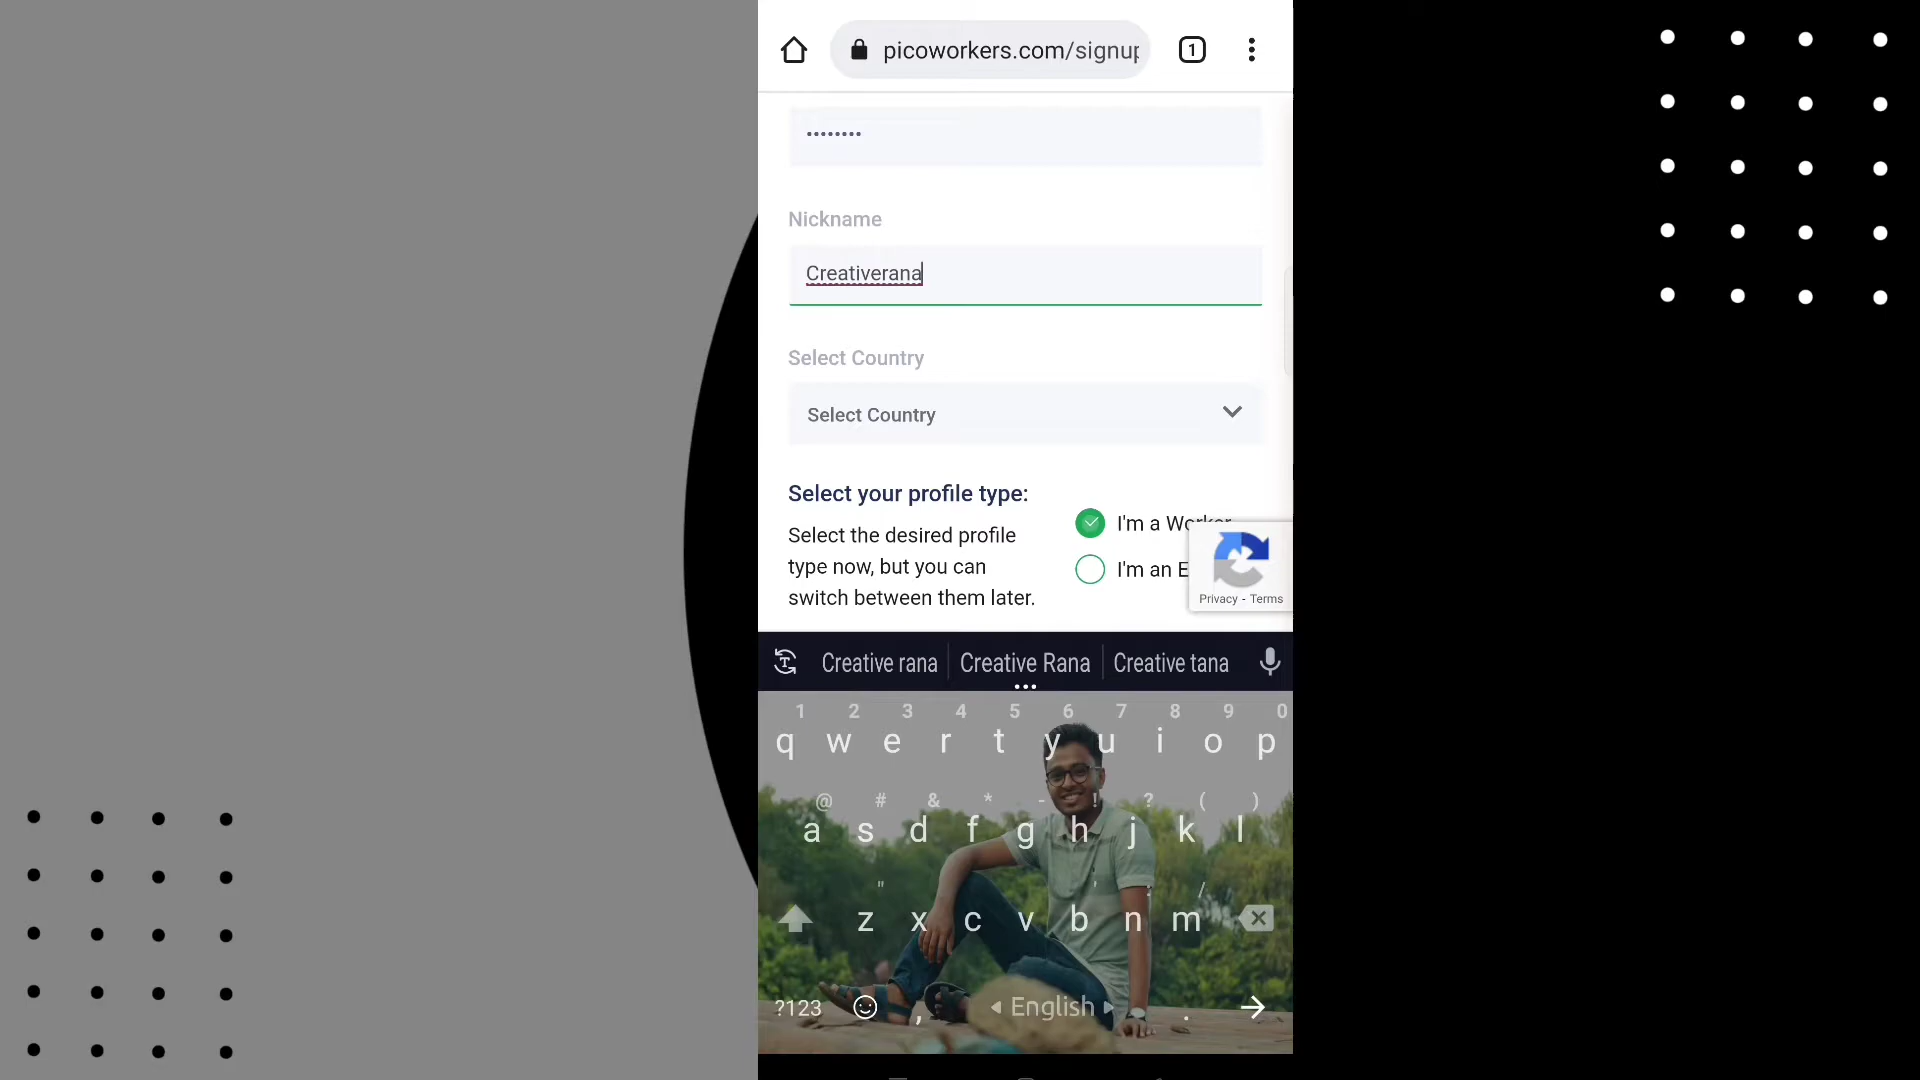 picoworkers.com/signup
1
••••••••
Nickname
Creativerana
Select Country
Select Country
Select your profile type:
Select the desired profile
type now, but you can
switch between them later.
I'm a Worker
I'm an E
Privacy - Terms
Creative rana
Creative Rana
Creative tana
1 2 3 4 5 6 7 8 9 0
q w e r t y u i o p
@ # & * - ! ? ( )
a s d f g h j k l
" ' : /
z x c v b n m
?123 , English .